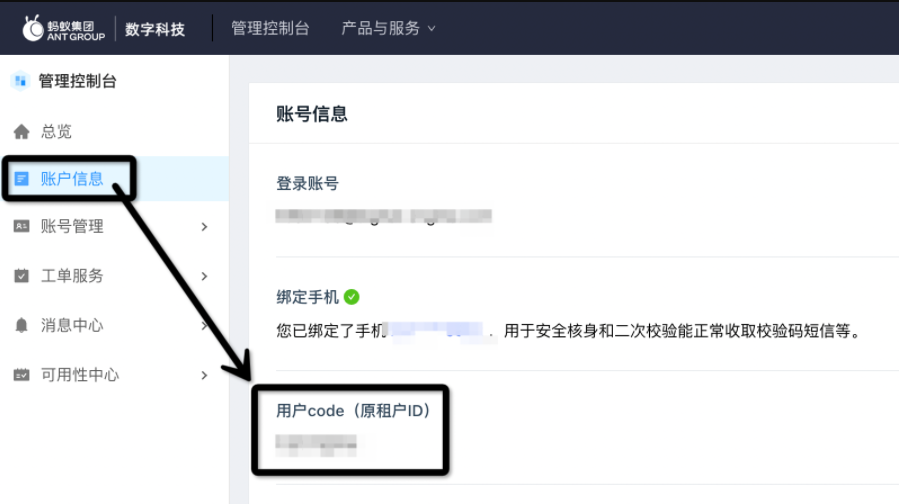 蚂蚁集团
ANT GROUP
数字科技
管理控制台
产品与服务
管理控制台
总览
账户信息
账号管理
工单服务
消息中心
可用性中心
账号信息
登录账号
绑定手机
您已绑定了手机 ，用于安全核身和二次校验能正常收取校验码短信等。
用户code（原租户ID）